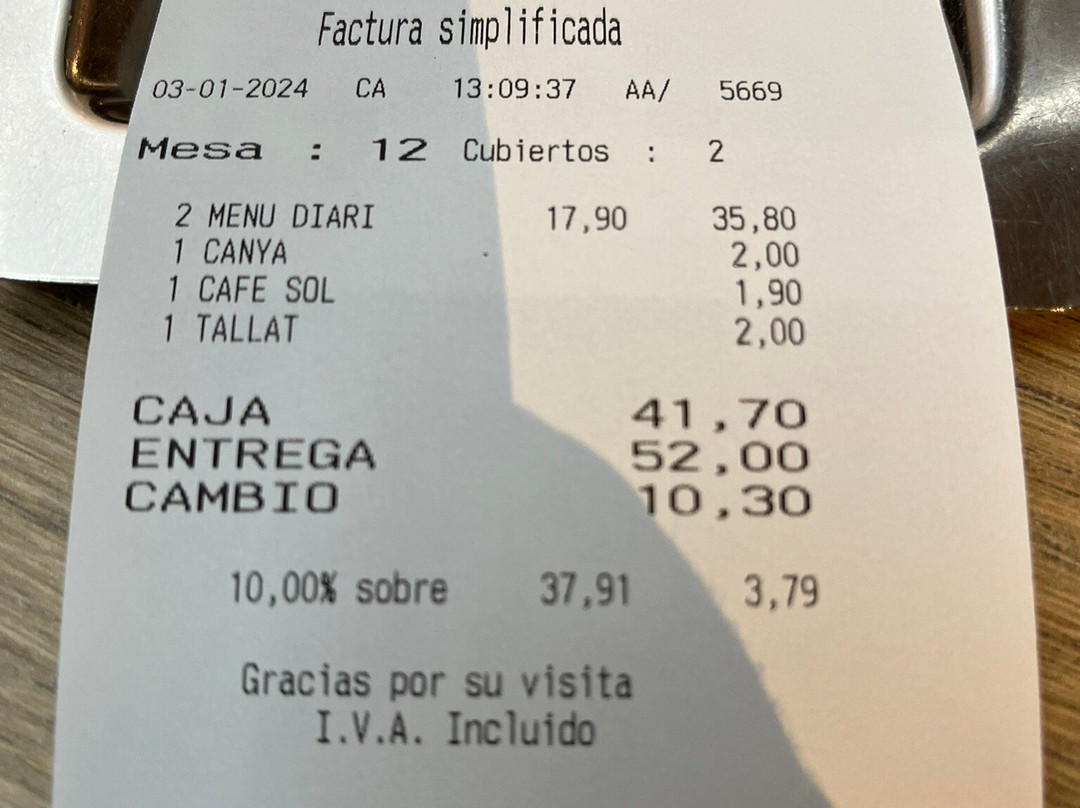 Factura simplificada
03-01-2024 CA 13:09:37 AA/ 5669
Mesa : 12 Cubiertos : 2
2 MENU DIARI 17,90 35,80
1 CANYA 2,00
1 CAFE SOL 1,90
1 TALLAT 2,00
CAJA 41,70
ENTREGA 52,00
CAMBIO 10,30
10,00% sobre 37,91 3,79
Gracias por su visita
I.V.A. Incluido